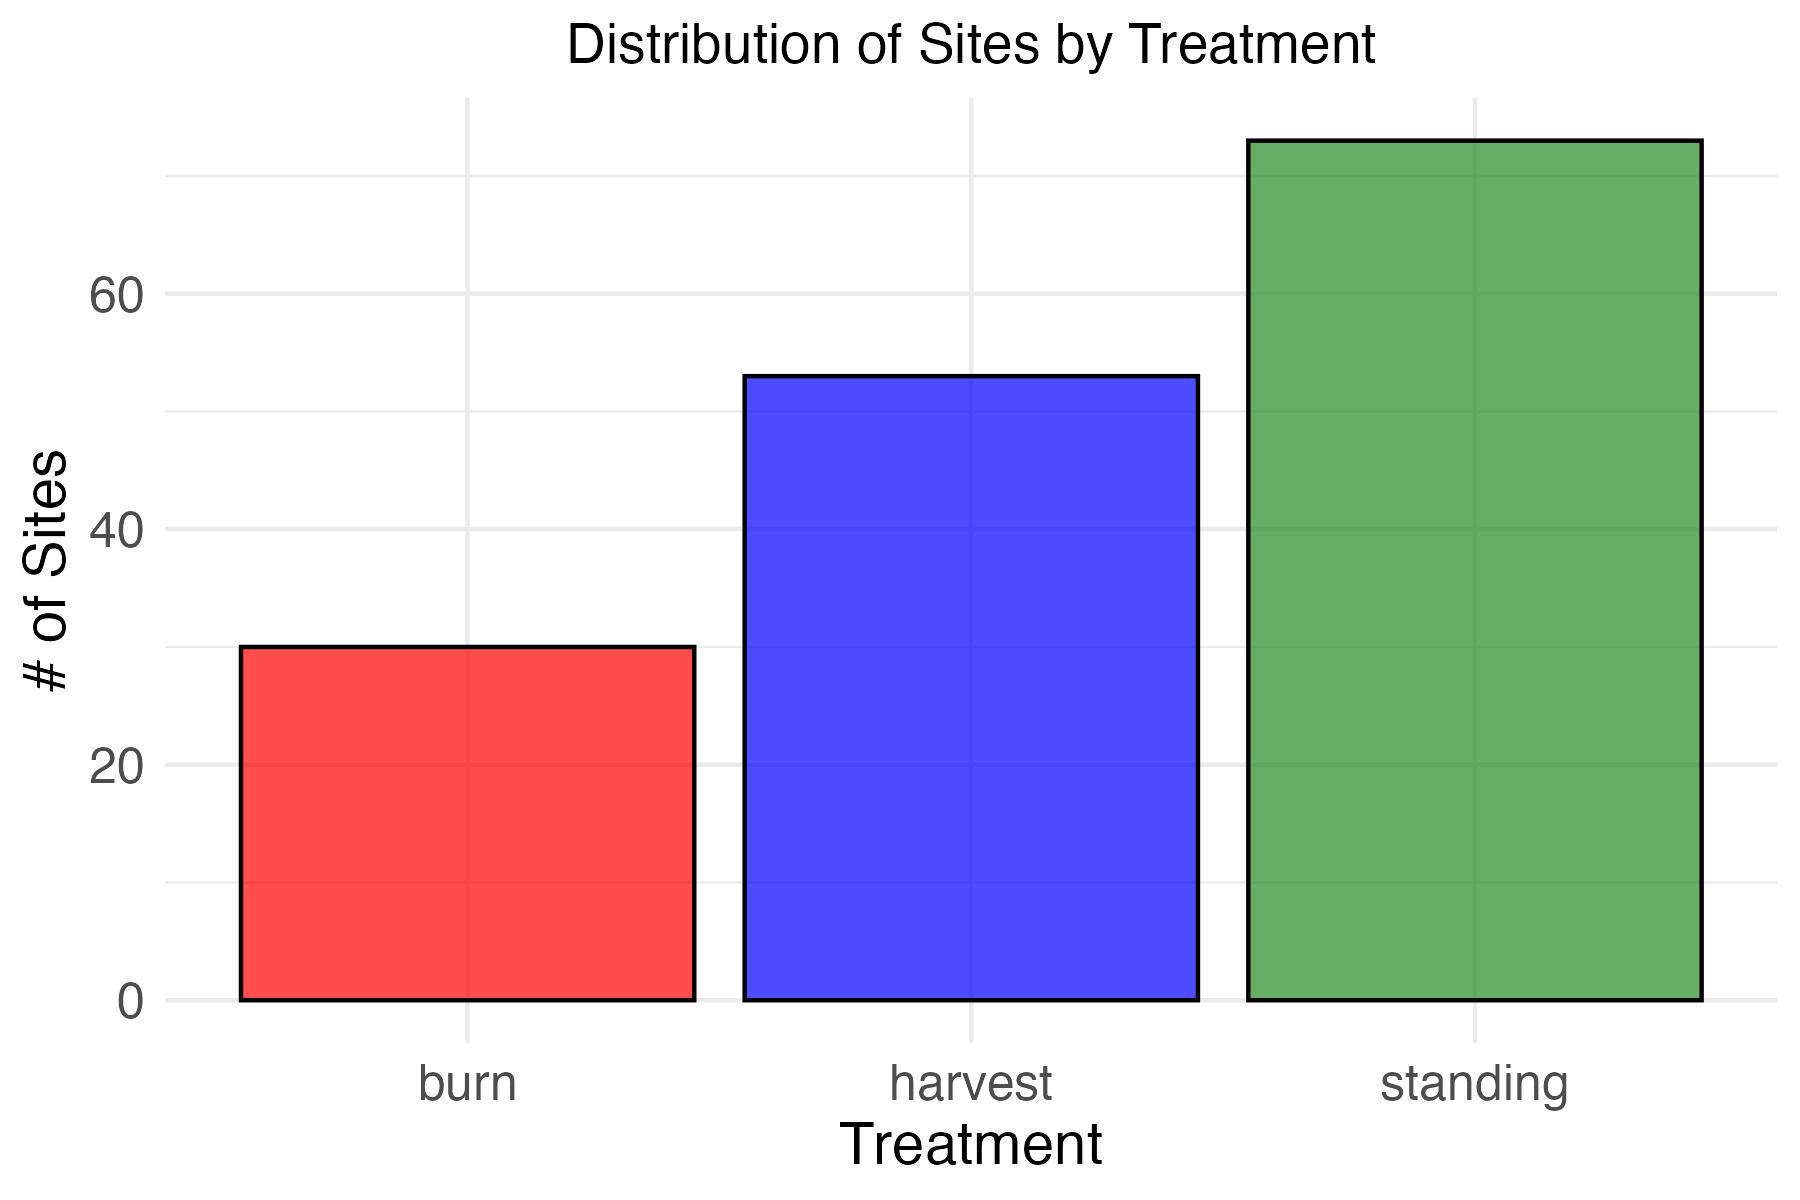 Distribution of Sites by Treatment
# of Sites
60
40
20
0
burn harvest standing
Treatment